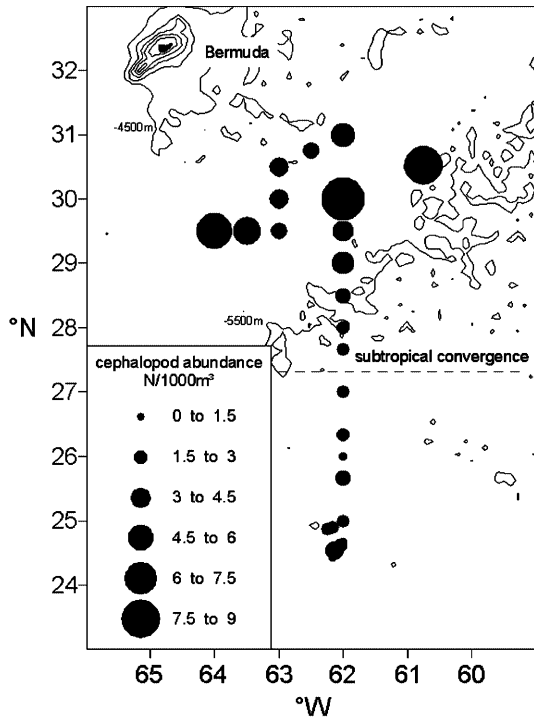 32
31
30
29
28
27
26
25
24
°N
Bermuda
-4500m
-5500m
subtropical convergence
cephalopod abundance
N/1000m³
0 to 1.5
1.5 to 3
3 to 4.5
4.5 to 6
6 to 7.5
7.5 to 9
65 64 63 62 61 60
°W